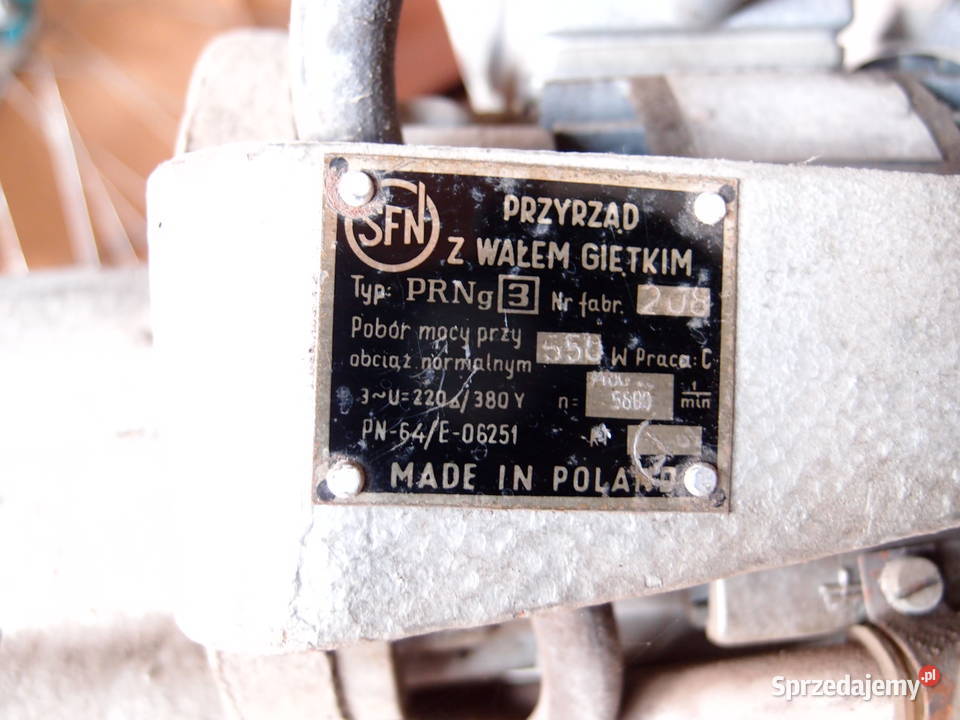 SFN
PRZYRZĄD
Z WAŁEM GIĘTKIM
Typ: PRNg 3 Nr fabr. 208
Pobór mocy przy
obciąż normalnym 550 W Praca: C
3~U=220△/380Y n= 5680 1/min
PN-64/E-06251
MADE IN POLAND
Sprzedajemy.pl